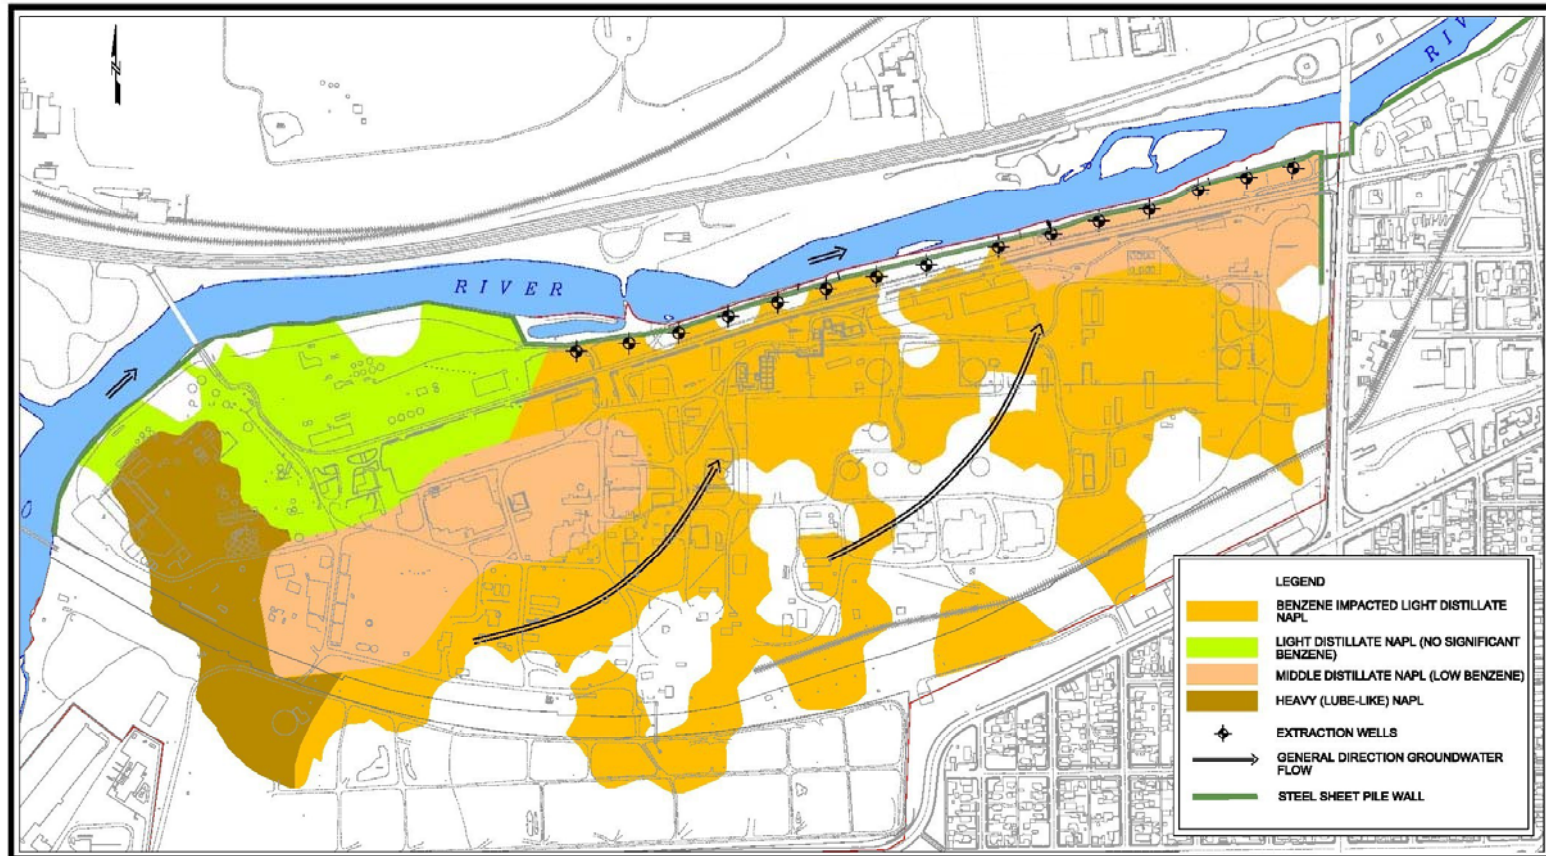 N
RIV
RIVER
LEGEND
BENZENE IMPACTED LIGHT DISTILLATE
NAPL
LIGHT DISTILLATE NAPL (NO SIGNIFICANT
BENZENE)
MIDDLE DISTILLATE NAPL (LOW BENZENE)
HEAVY (LUBE-LIKE) NAPL
EXTRACTION WELLS
GENERAL DIRECTION GROUNDWATER
FLOW
STEEL SHEET PILE WALL